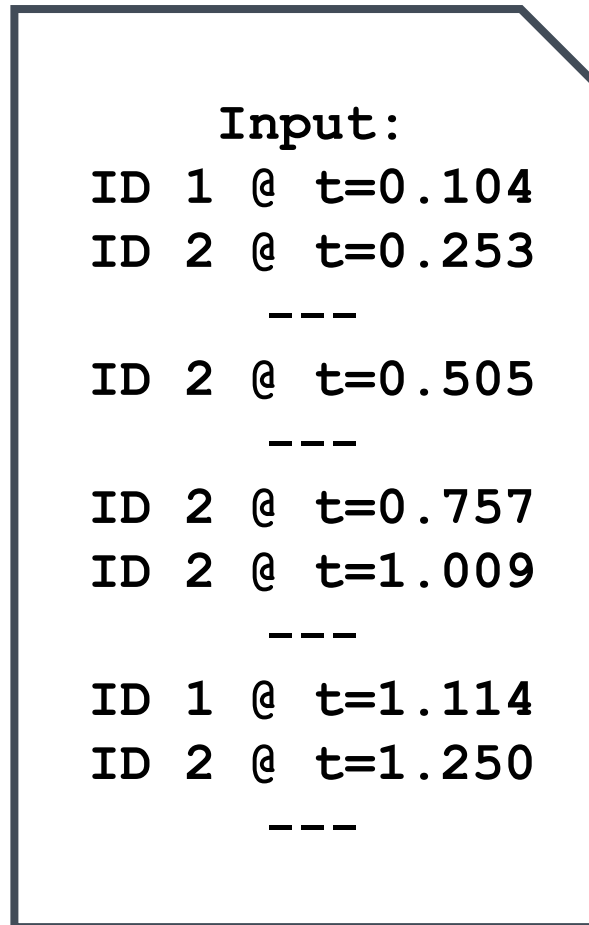 Input:
ID 1 @ t=0.104
ID 2 @ t=0.253
---
ID 2 @ t=0.505
---
ID 2 @ t=0.757
ID 2 @ t=1.009
---
ID 1 @ t=1.114
ID 2 @ t=1.250
---